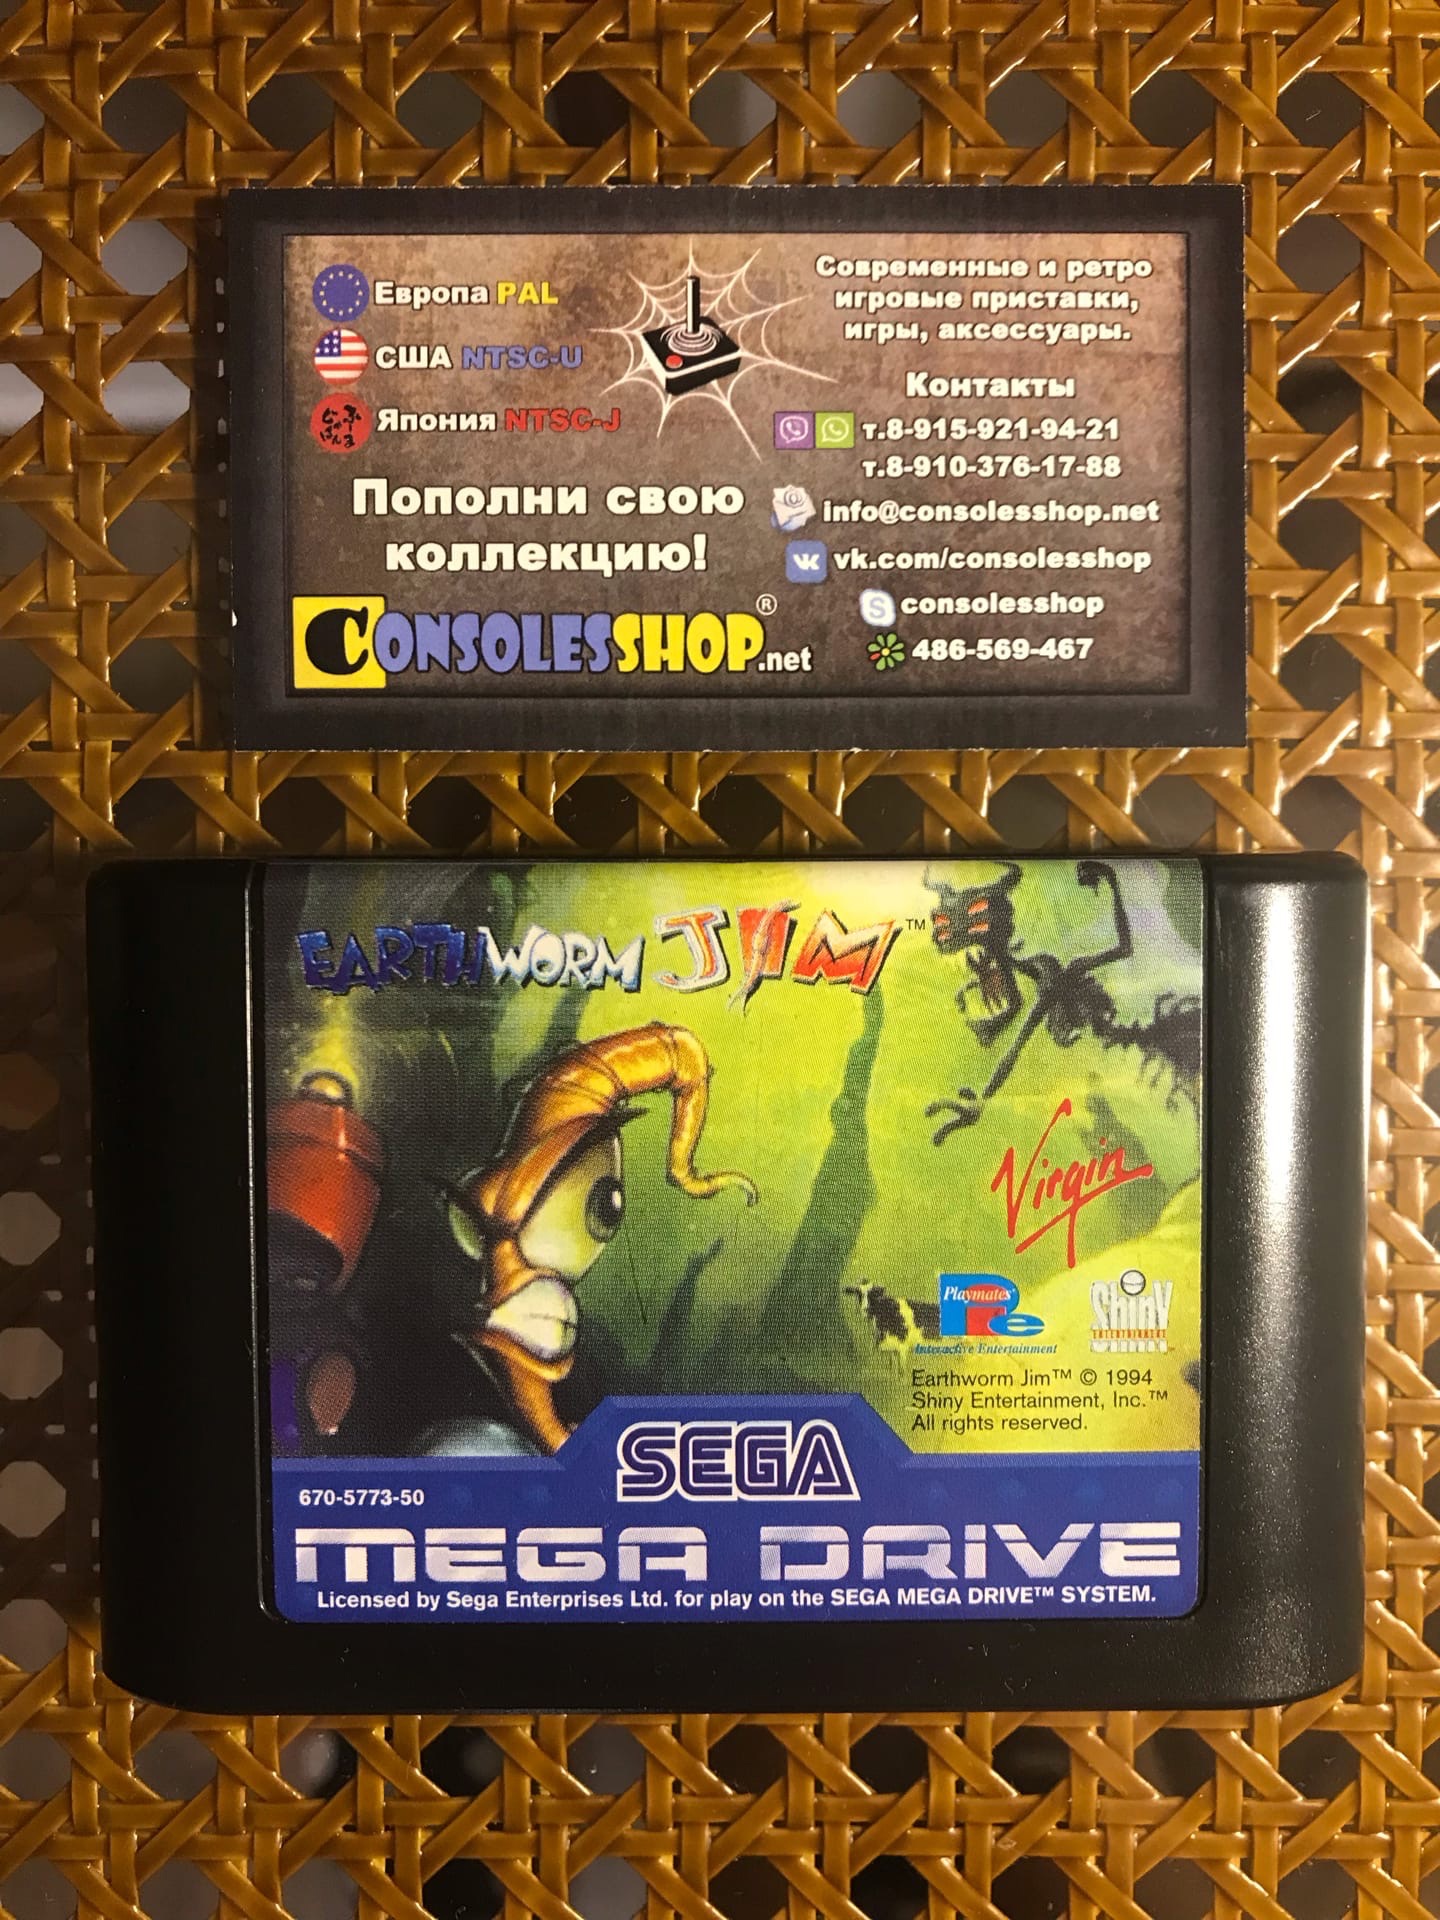 Европа PAL
США NTSC-U
Япония NTSC-J
Пополни свою
коллекцию!
CONSOLESSHOP.net
®
Современные и ретро
игровые приставки,
игры, аксессуары.
Контакты
т.8-915-921-94-21
т.8-910-376-17-88
info@consolesshop.net
vk.com/consolesshop
consolesshop
486-569-467
EARTHWORM JIM™
Virgin
Playmates®
Pie
Interactive Entertainment
Shiny
ENTERTAINMENT
Earthworm Jim™ © 1994
Shiny Entertainment, Inc.™
All rights reserved.
SEGA
670-5773-50
MEGA DRIVE
Licensed by Sega Enterprises Ltd. for play on the SEGA MEGA DRIVE™ SYSTEM.